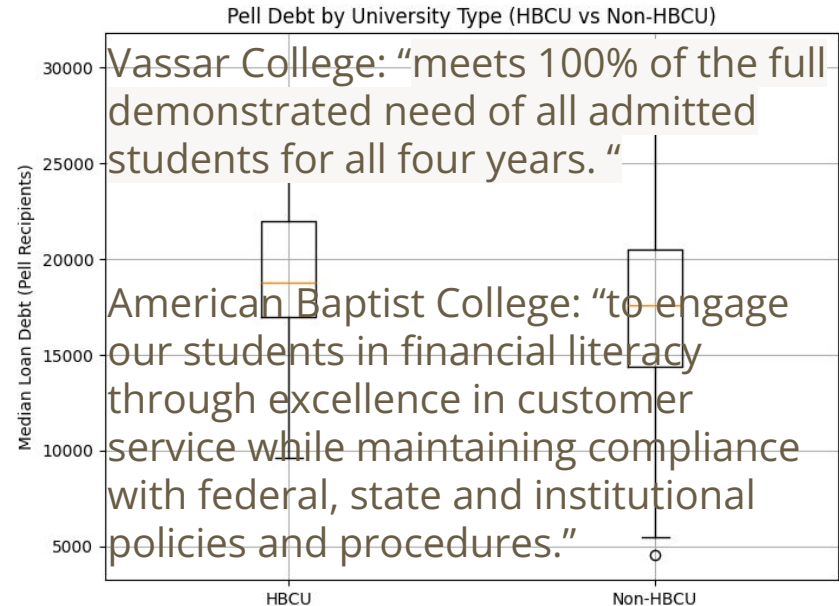 Pell Debt by University Type (HBCU vs Non-HBCU)
Vassar College: “meets 100% of the full
demonstrated need of all admitted
students for all four years. “
American Baptist College: “to engage
our students in financial literacy
through excellence in customer
service while maintaining compliance
with federal, state and institutional
policies and procedures.”
Median Loan Debt (Pell Recipients)
30000
25000
20000
15000
10000
5000
HBCU
Non-HBCU